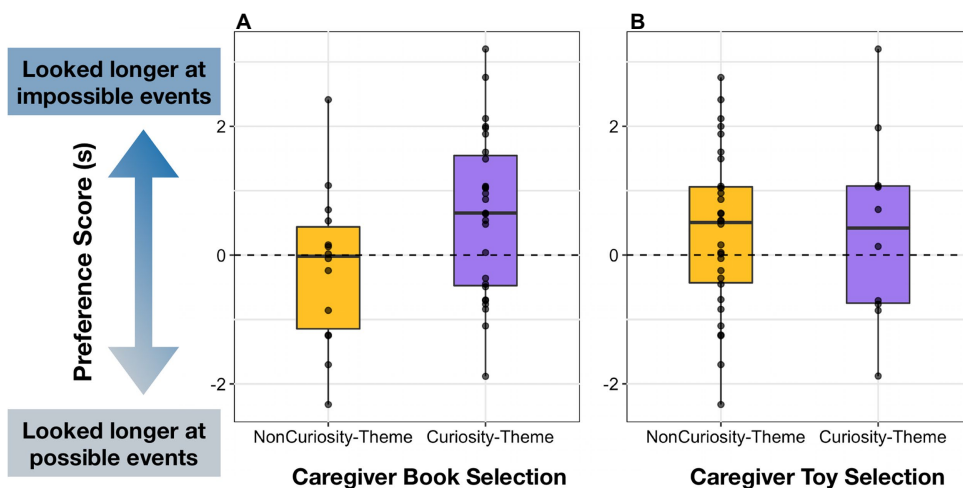 A
B
Looked longer at
impossible events
Preference Score (s)
2
0
-2
2
0
-2
Looked longer at
possible events
NonCuriosity-Theme Curiosity-Theme
NonCuriosity-Theme Curiosity-Theme
Caregiver Book Selection
Caregiver Toy Selection